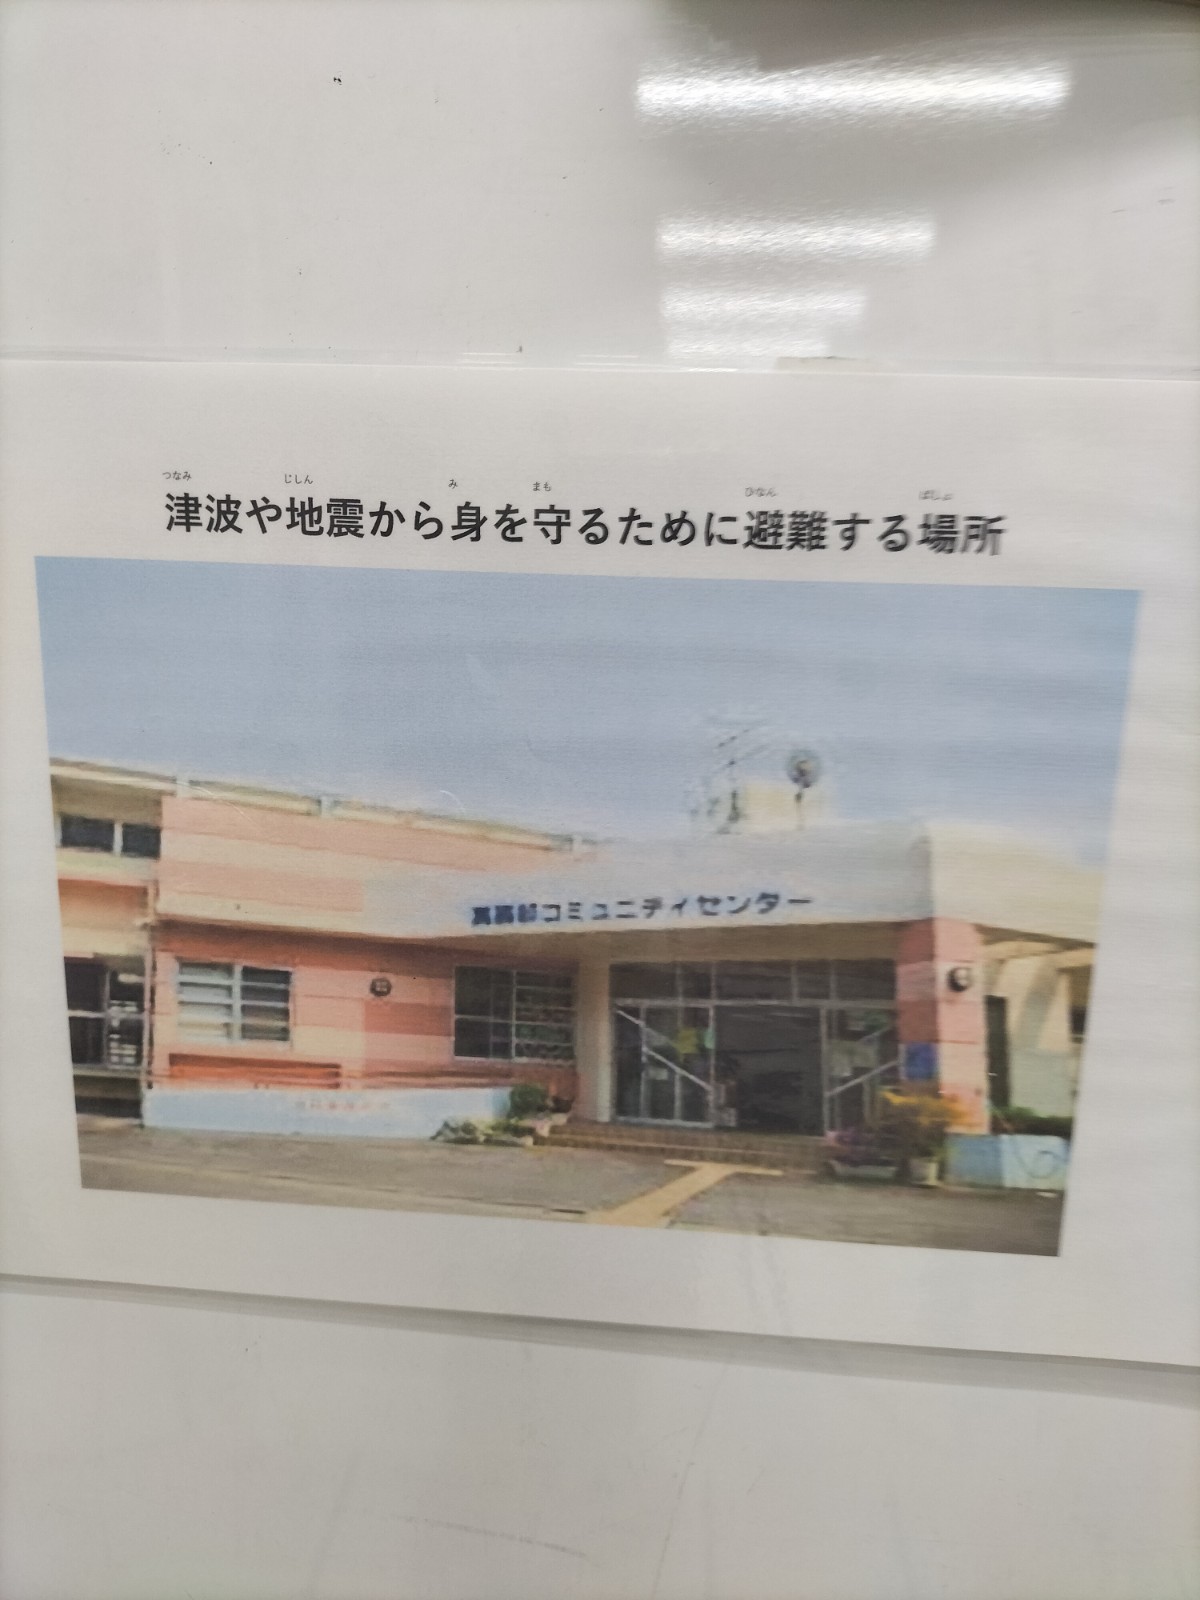 つなみ じしん み まも ひなん ばしょ
津波や地震から身を守るために避難する場所
コミュニティセンター